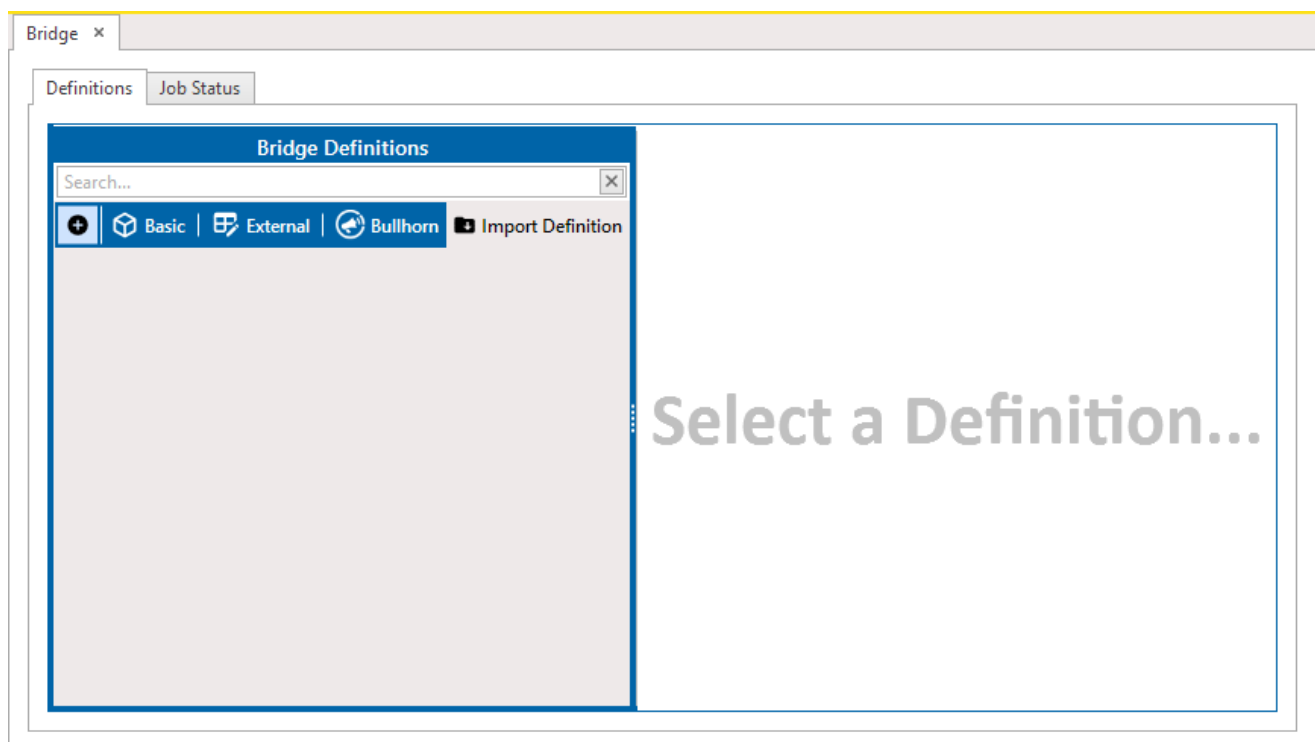 Bridge ×
Definitions Job Status
Bridge Definitions
Search...
Basic | External | Bullhorn Import Definition
Select a Definition...